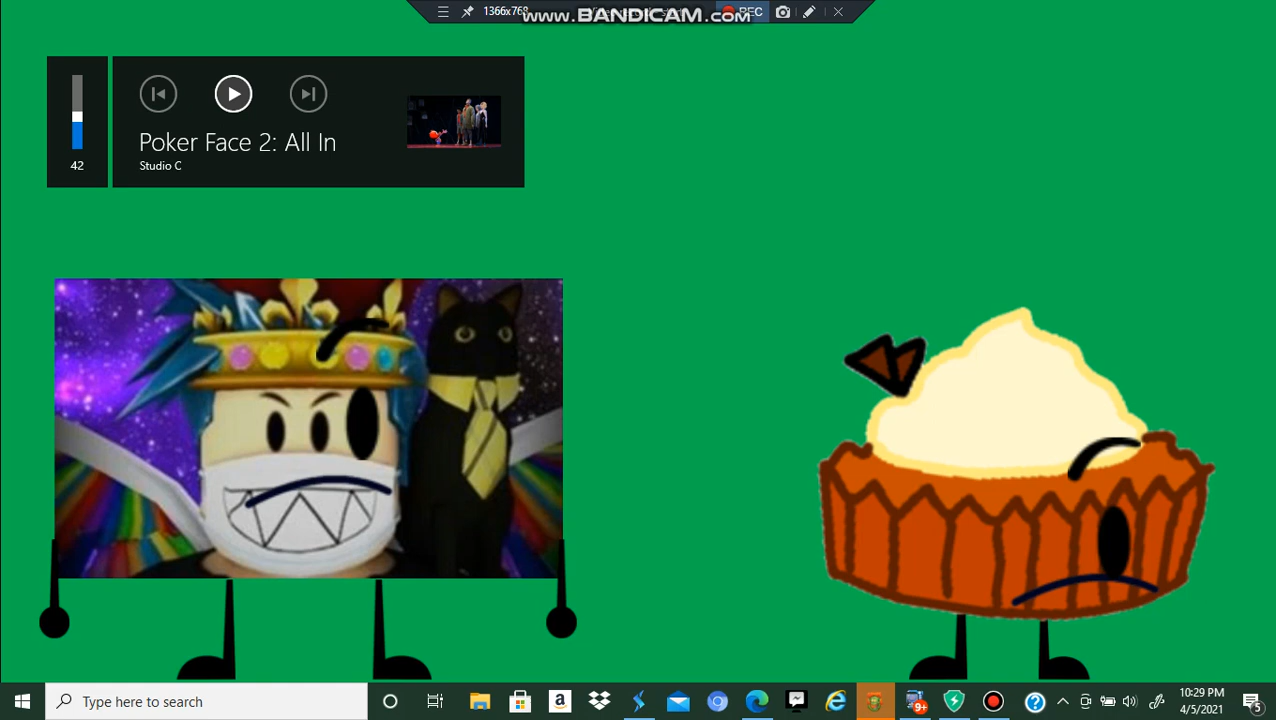 1366x768
www.BANDICAM.com
REC
Poker Face 2: All In
42
Studio C
Type here to search
a
9+
10:29 PM
4/5/2021
5